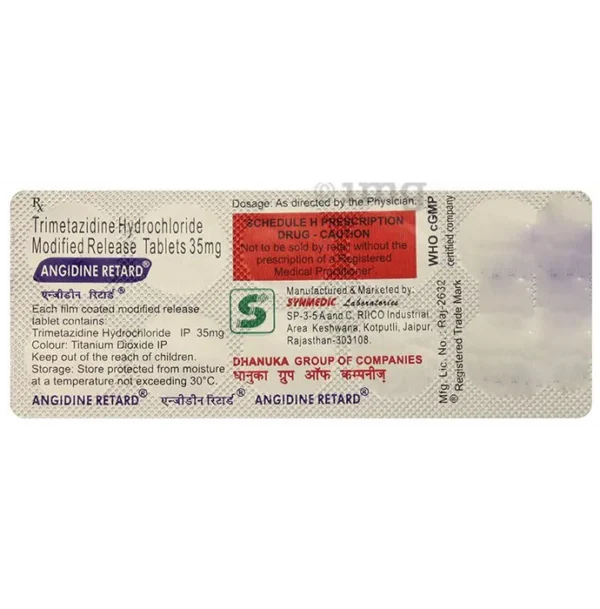 Rx
Trimetazidine Hydrochloride
Modified Release Tablets 35mg
ANGIDINE RETARD®
एन्जीडीन रिटार्ड ®
Each film coated modified release
tablet contains:
Trimetazidine Hydrochloride IP 35mg
Colour: Titanium Dioxide IP
Keep out of the reach of children.
Storage: Store protected from moisture
at a temperature not exceeding 30°C.
ANGIDINE RETARD® एन्जीडीन रिटार्ड® ANGIDINE RETARD®
Dosage: As directed by the Physician.
SCHEDULE H PRESCRIPTION
DRUG - CAUTION
Not to be sold by retail without the
prescription of a Registered
Medical Practitioner.
S
Manufactured & Marketed by:
SYNMEDIC Laboratories
SP-3-5 A and C, RIICO Industrial
Area Keshwana, Kotputli, Jaipur,
Rajasthan-303108.
DHANUKA GROUP OF COMPANIES
धानुका ग्रुप ऑफ कम्पनीज़
WHO cGMP
certified company
Mfg. Lic. No.: Raj-2632
® Registered Trade Mark
1mg